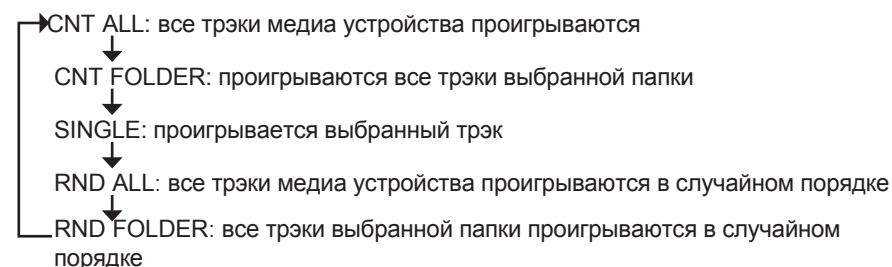 CNT ALL: все трэки медиа устройства проигрываются
CNT FOLDER: проигрываются все трэки выбранной папки
SINGLE: проигрывается выбранный трэк
RND ALL: все трэки медиа устройства проигрываются в случайном порядке
RND FOLDER: все трэки выбранной папки проигрываются в случайном
порядке